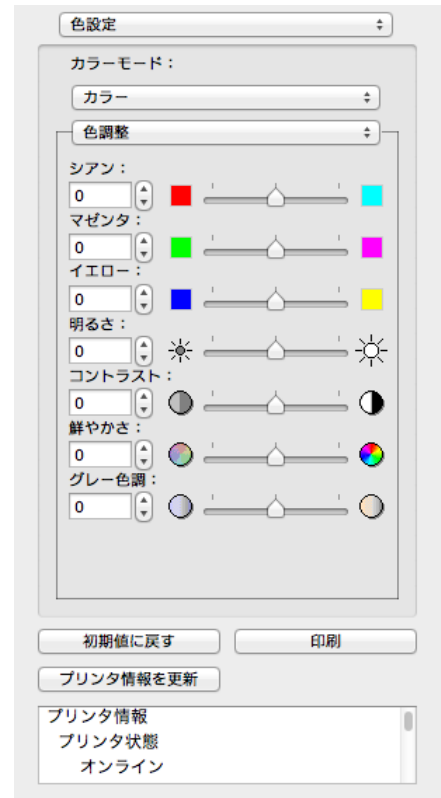 色設定
カラーモード：
カラー
色調整
シアン：
0
マゼンタ：
0
イエロー：
0
明るさ：
0
コントラスト：
0
鮮やかさ：
0
グレー色調：
0
初期値に戻す 印刷
プリンタ情報を更新
プリンタ情報
プリンタ状態
オンライン